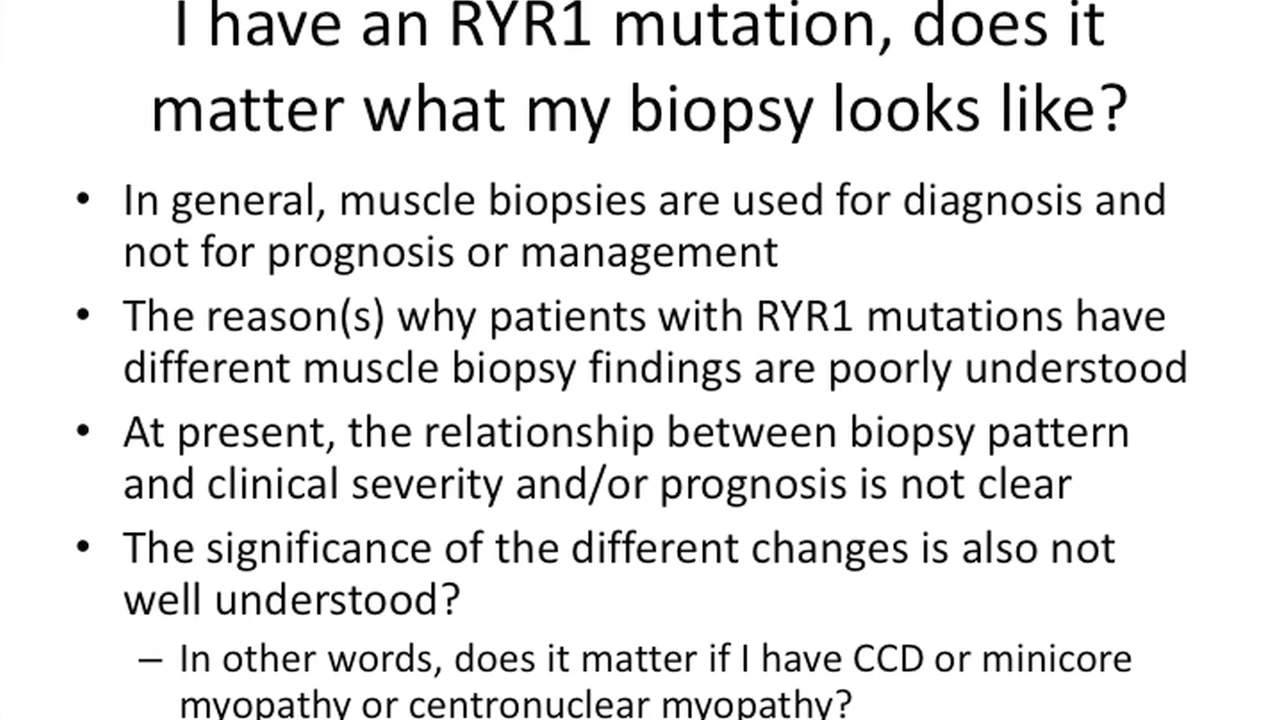 I have an RYR1 mutation, does it
matter what my biopsy looks like?
• In general, muscle biopsies are used for diagnosis and
not for prognosis or management
• The reason(s) why patients with RYR1 mutations have
different muscle biopsy findings are poorly understood
• At present, the relationship between biopsy pattern
and clinical severity and/or prognosis is not clear
• The significance of the different changes is also not
well understood?
– In other words, does it matter if I have CCD or minicore
myopathy or centronuclear myopathy?